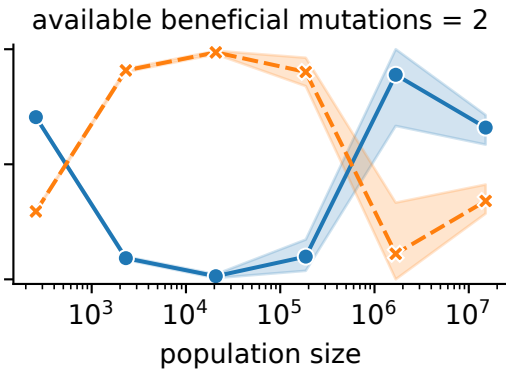 available beneficial mutations = 2
10³ 10⁴ 10⁵ 10⁶ 10⁷
population size